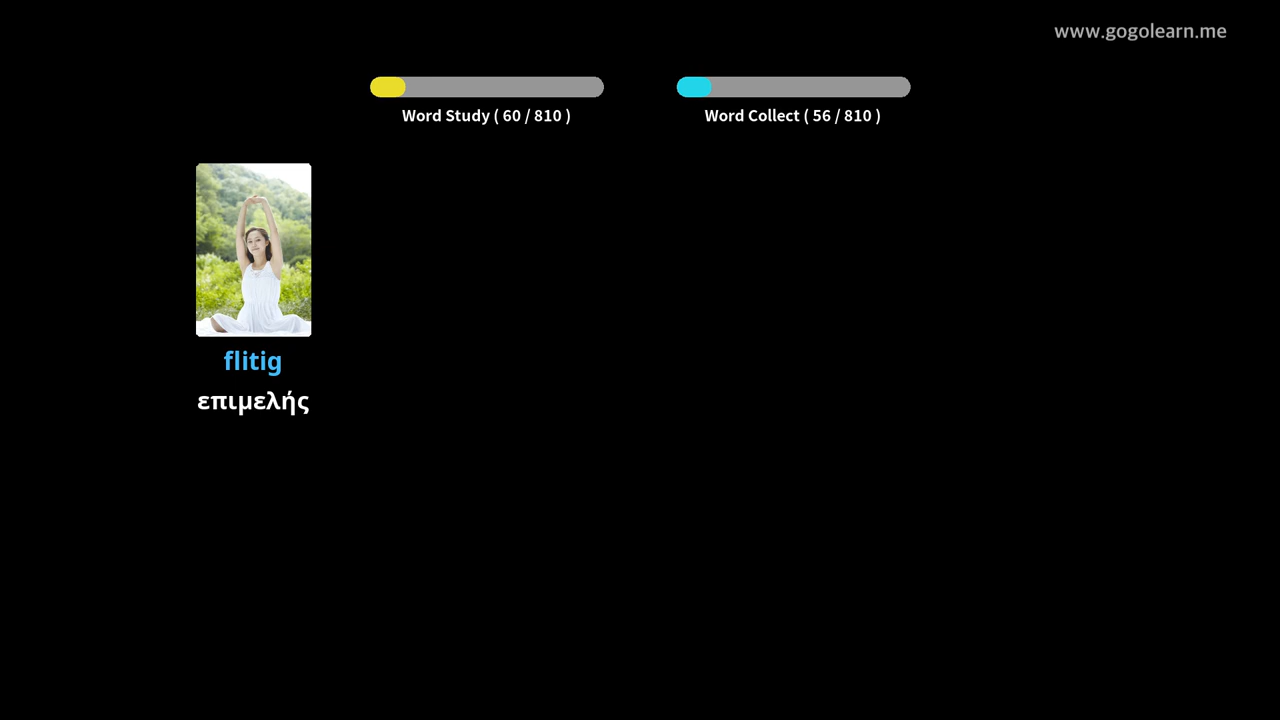 www.gogolearn.me
Word Study ( 60 / 810 )
Word Collect ( 56 / 810 )
flitig
επιμελής